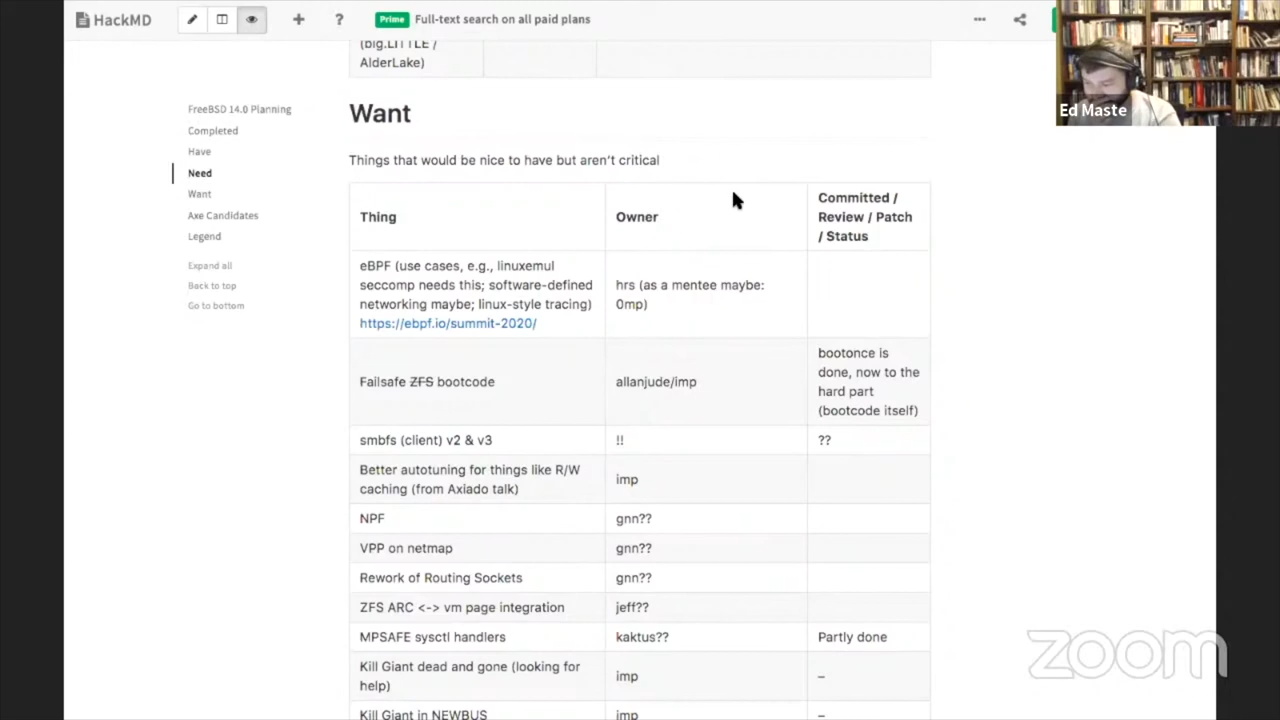 HackMD
?
Prime Full-text search on all paid plans
Ed Maste
(big.LITTLE /
AlderLake)
FreeBSD 14.0 Planning
Completed
Have
Need
Want
Axe Candidates
Legend
Expand all
Back to top
Go to bottom
Want
Things that would be nice to have but aren't critical
Thing
Owner
Committed /
Review / Patch
/ Status
eBPF (use cases, e.g., linuxemul
seccomp needs this; software-defined
networking maybe; linux-style tracing)
https://ebpf.io/summit-2020/
hrs (as a mentee maybe:
0mp)
Failsafe ZFS bootcode
allanjude/imp
bootonce is
done, now to the
hard part
(bootcode itself)
smbfs (client) v2 & v3
!!
??
Better autotuning for things like R/W
caching (from Axiado talk)
imp
NPF
gnn??
VPP on netmap
gnn??
Rework of Routing Sockets
gnn??
ZFS ARC <-> vm page integration
jeff??
MPSAFE sysctl handlers
kaktus??
Partly done
Kill Giant dead and gone (looking for
help)
imp
–
Kill Giant in NEWBUS
imp
–
zoom